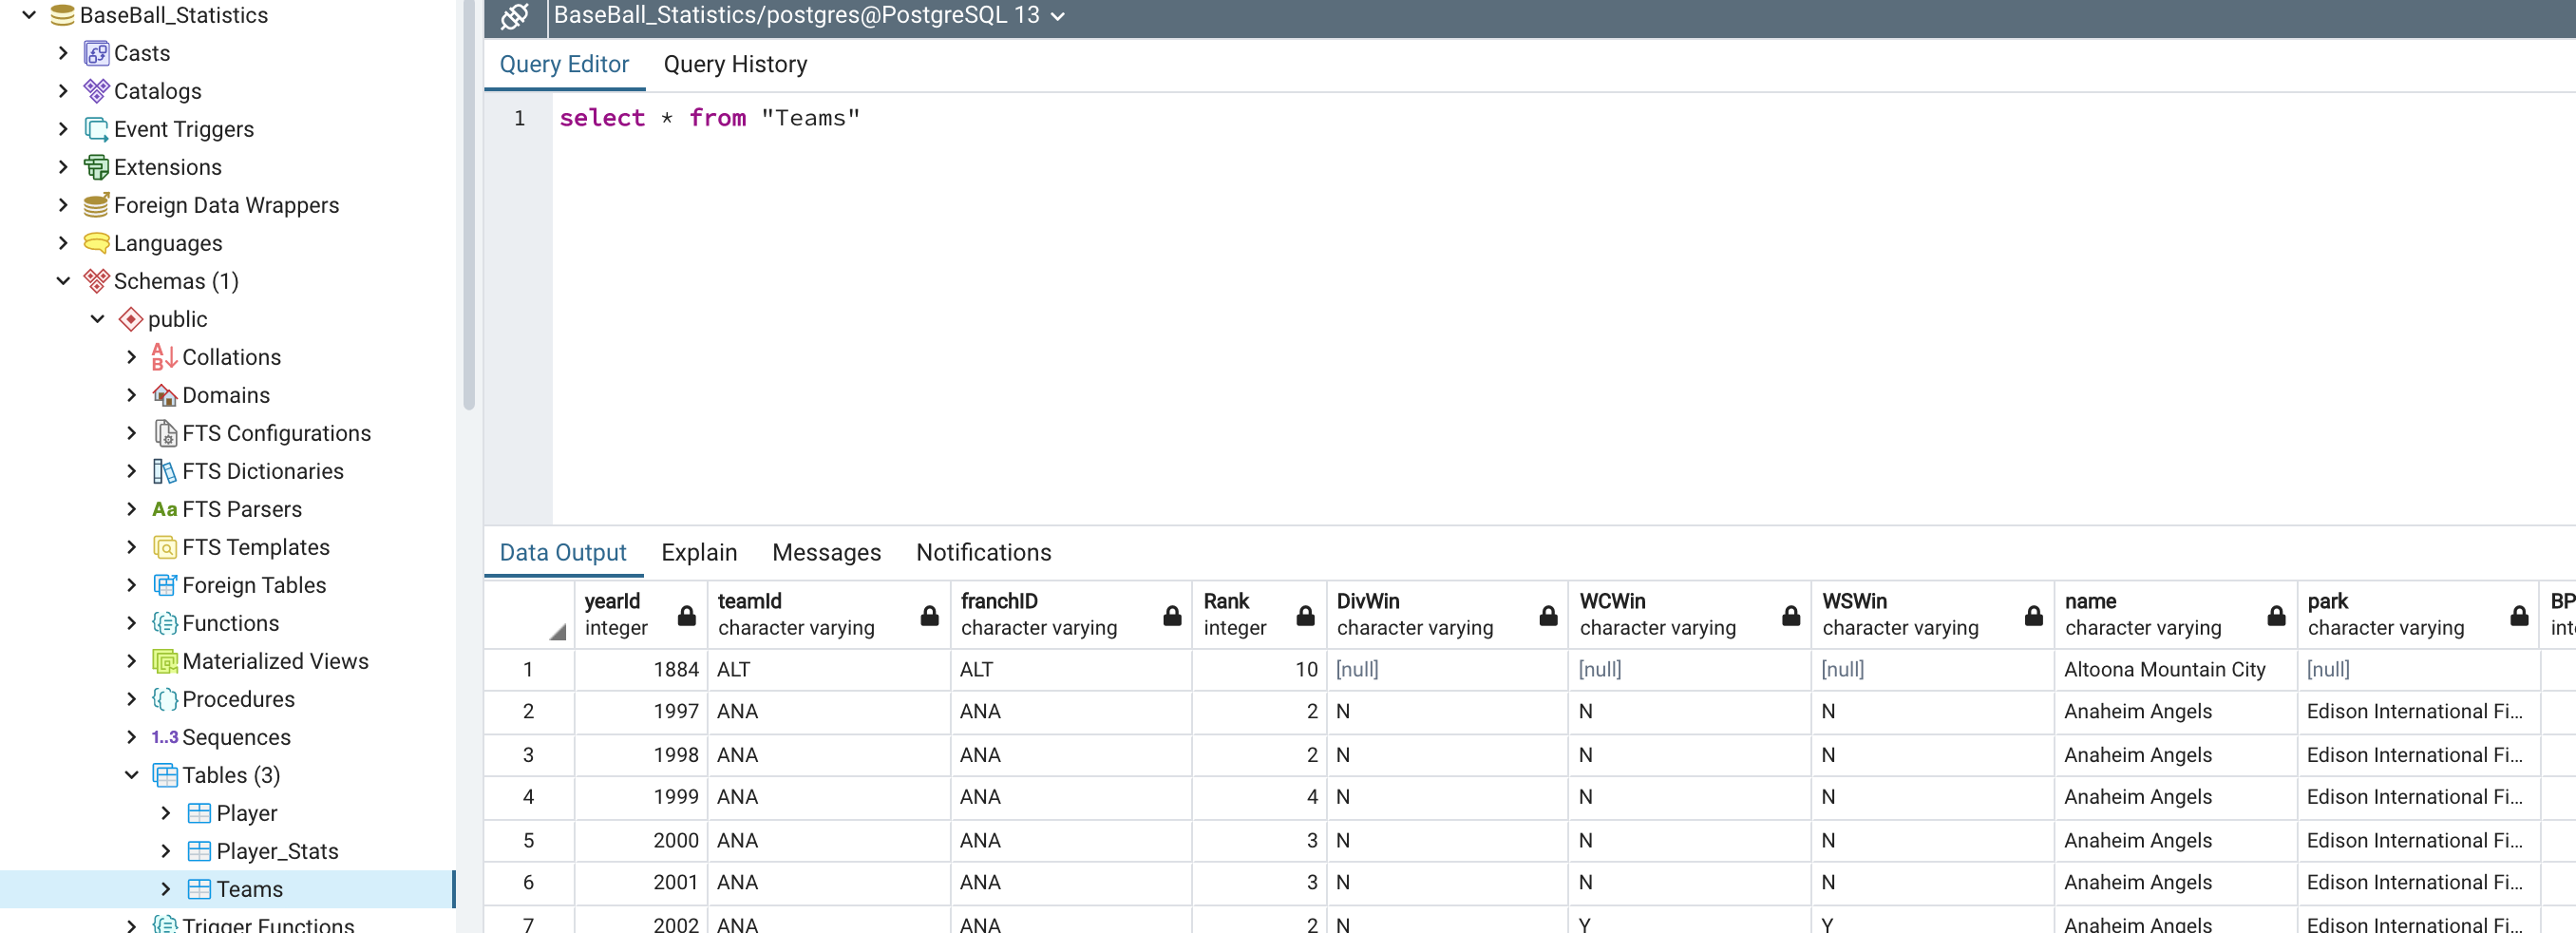 BaseBall_Statistics
Casts
Catalogs
Event Triggers
Extensions
Foreign Data Wrappers
Languages
Schemas (1)
public
Collations
Domains
FTS Configurations
FTS Dictionaries
Aa FTS Parsers
FTS Templates
Foreign Tables
Functions
Materialized Views
Procedures
1..3 Sequences
Tables (3)
Player
Player_Stats
Teams
Trigger Functions
BaseBall_Statistics/postgres@PostgreSQL 13
Query Editor Query History
1 select * from "Teams"
Data Output Explain Messages Notifications
yearId teamId franchID Rank DivWin WCWin WSWin name park BP
integer character varying character varying integer character varying character varying character varying character varying character varying int
1 1884 ALT ALT 10 [null] [null] [null] Altoona Mountain City [null]
2 1997 ANA ANA 2 N N N Anaheim Angels Edison International Fi...
3 1998 ANA ANA 2 N N N Anaheim Angels Edison International Fi...
4 1999 ANA ANA 4 N N N Anaheim Angels Edison International Fi...
5 2000 ANA ANA 3 N N N Anaheim Angels Edison International Fi...
6 2001 ANA ANA 3 N N N Anaheim Angels Edison International Fi...
7 2002 ANA ANA 2 N Y Y Anaheim Angels Edison International Fi...